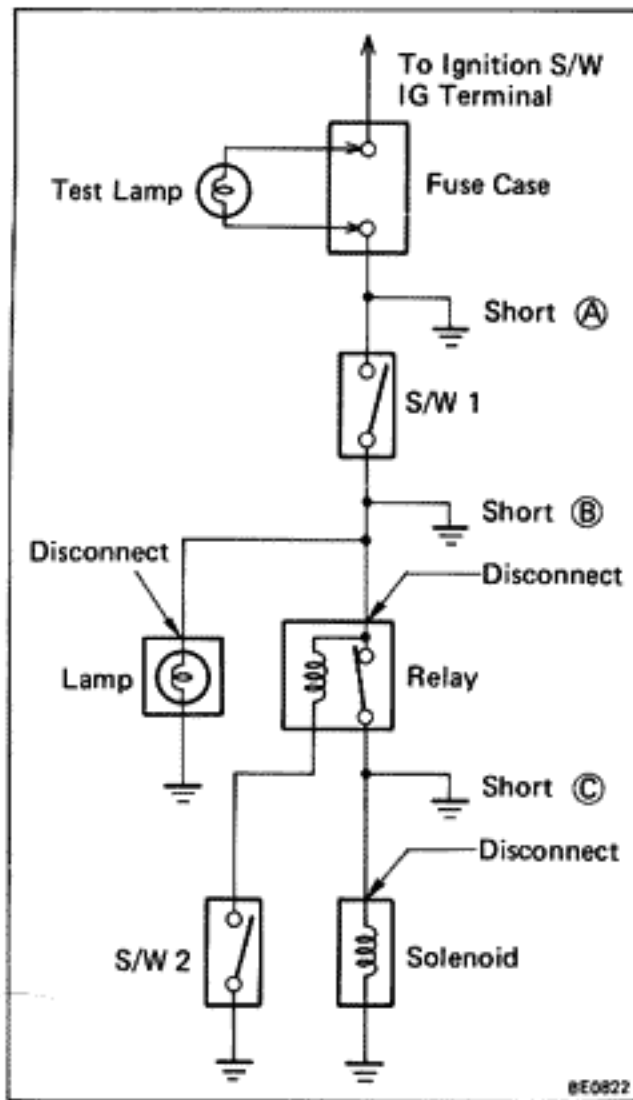 To Ignition S/W
IG Terminal
Test Lamp
Fuse Case
Short Ⓐ
S/W 1
Short Ⓑ
Disconnect
Disconnect
Lamp
Relay
Short Ⓒ
Disconnect
S/W 2
Solenoid
BE0822